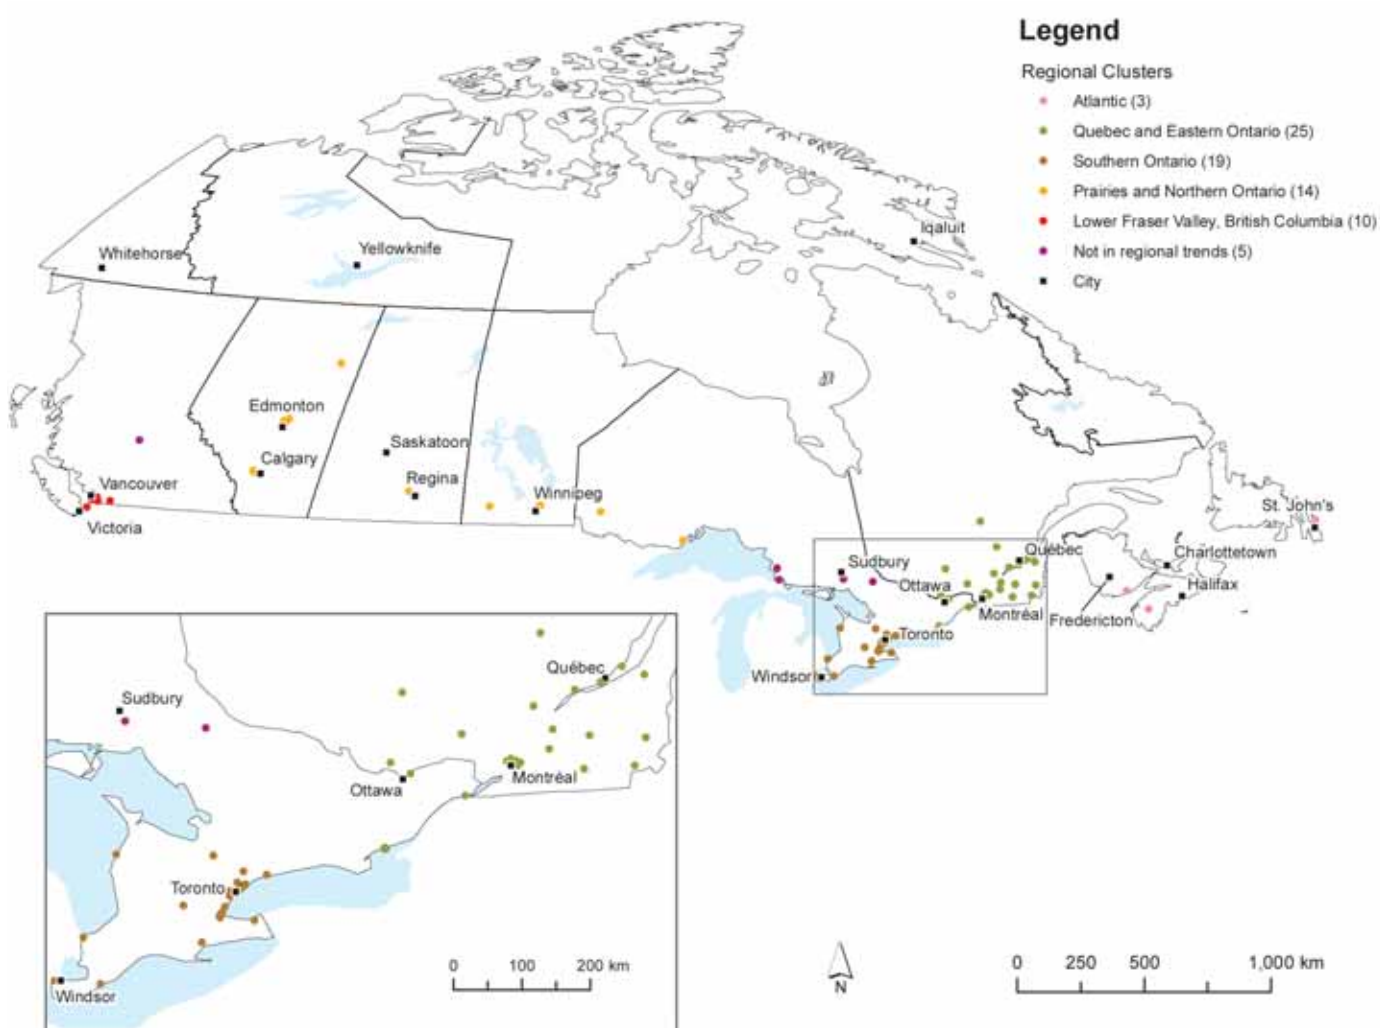 Legend
Regional Clusters
Atlantic (3)
Quebec and Eastern Ontario (25)
Southern Ontario (19)
Prairies and Northern Ontario (14)
Lower Fraser Valley, British Columbia (10)
Not in regional trends (5)
City
Iqaluit
Whitehorse
Yellowknife
Edmonton
Calgary
Saskatoon
Regina
Winnipeg
Vancouver
Victoria
St. John's
Sudbury
Québec
Charlottetown
Ottawa
Halifax
Montréal
Fredericton
Toronto
Windsor
Québec
Sudbury
Ottawa
Montréal
Toronto
Windsor
0 100 200 km
N
0 250 500 1,000 km